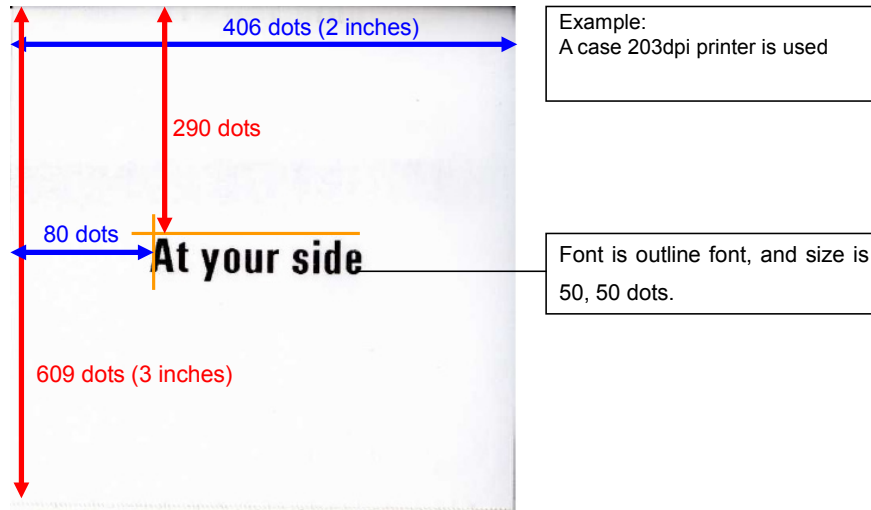 406 dots (2 inches)
Example:
A case 203dpi printer is used
290 dots
80 dots
At your side
Font is outline font, and size is
50, 50 dots.
609 dots (3 inches)